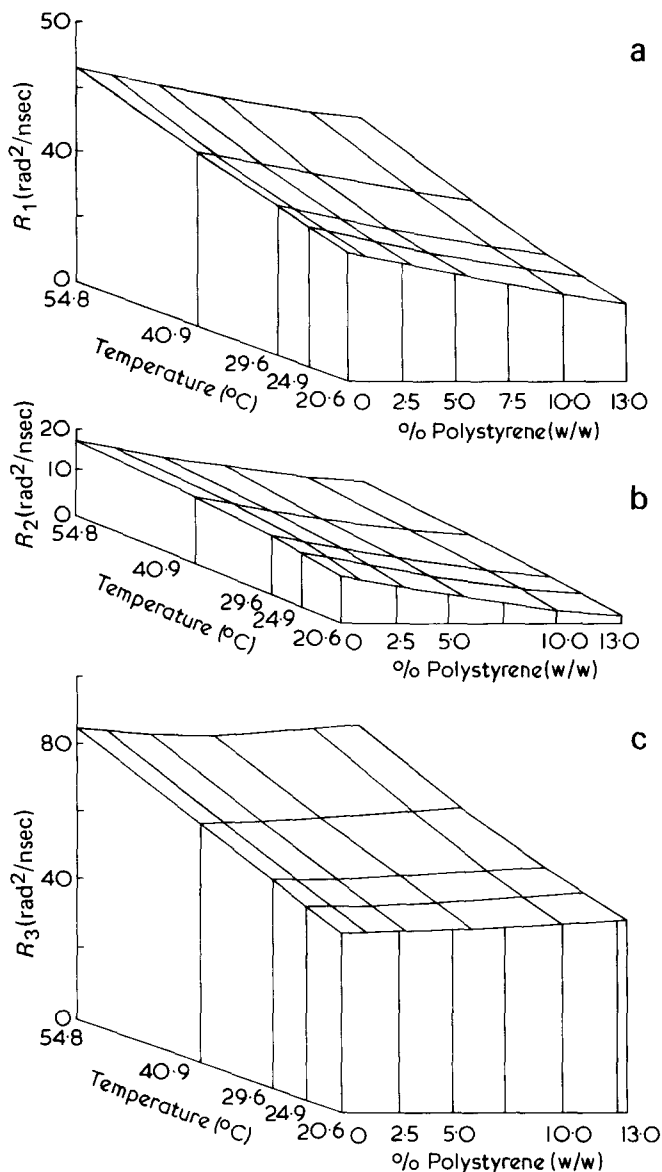 a
50
40
0
R₁ (rad²/nsec)
54·8
40·9
29·6
24·9
20·6
Temperature (°C)
0 2·5 5·0 7·5 10·0 13·0
% Polystyrene (w/w)
b
20
10
0
R₂ (rad²/nsec)
54·8
40·9
29·6
24·9
20·6
Temperature (°C)
0 2·5 5·0 10·0 13·0
% Polystyrene (w/w)
c
80
40
0
R₃ (rad²/nsec)
54·8
40·9
29·6
24·9
20·6
Temperature (°C)
0 2·5 5·0 10·0 13·0
% Polystyrene (w/w)